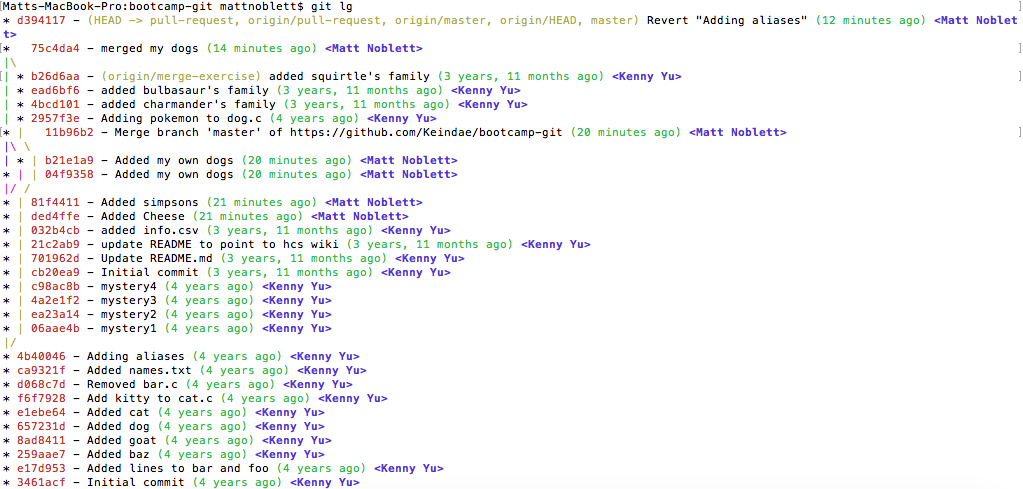 [Matts-MacBook-Pro:bootcamp-git mattnoblett$ git lg ]
* d394117 - (HEAD -> pull-request, origin/pull-request, origin/master, origin/HEAD, master) Revert "Adding aliases" (12 minutes ago) <Matt Noblet
t>
[*   75c4da4 - merged my dogs (14 minutes ago) <Matt Noblett> ]
|\
[| * b26d6aa - (origin/merge-exercise) added squirtle's family (3 years, 11 months ago) <Kenny Yu> ]
| * ead6bf6 - added bulbasaur's family (3 years, 11 months ago) <Kenny Yu>
| * 4bcd101 - added charmander's family (3 years, 11 months ago) <Kenny Yu>
| * 2957f3e - Adding pokemon to dog.c (4 years ago) <Kenny Yu>
[* |   11b96b2 - Merge branch 'master' of https://github.com/Keindae/bootcamp-git (20 minutes ago) <Matt Noblett> ]
|\ \
| * | b21e1a9 - Added my own dogs (20 minutes ago) <Matt Noblett>
* | | 04f9358 - Added my own dogs (20 minutes ago) <Matt Noblett>
|/ /
* | 81f4411 - Added simpsons (21 minutes ago) <Matt Noblett>
* | ded4ffe - Added Cheese (21 minutes ago) <Matt Noblett>
* | 032b4cb - added info.csv (3 years, 11 months ago) <Kenny Yu>
* | 21c2ab9 - update README to point to hcs wiki (3 years, 11 months ago) <Kenny Yu>
* | 701962d - Update README.md (3 years, 11 months ago) <Kenny Yu>
* | cb20ea9 - Initial commit (3 years, 11 months ago) <Kenny Yu>
* | c98ac8b - mystery4 (4 years ago) <Kenny Yu>
* | 4a2e1f2 - mystery3 (4 years ago) <Kenny Yu>
* | ea23a14 - mystery2 (4 years ago) <Kenny Yu>
* | 06aae4b - mystery1 (4 years ago) <Kenny Yu>
|/
* 4b40046 - Adding aliases (4 years ago) <Kenny Yu>
* ca9321f - Added names.txt (4 years ago) <Kenny Yu>
* d068c7d - Removed bar.c (4 years ago) <Kenny Yu>
* f6f7928 - Add kitty to cat.c (4 years ago) <Kenny Yu>
* e1ebe64 - Added cat (4 years ago) <Kenny Yu>
* 657231d - Added dog (4 years ago) <Kenny Yu>
* 8ad8411 - Added goat (4 years ago) <Kenny Yu>
* 259aae7 - Added baz (4 years ago) <Kenny Yu>
* e17d953 - Added lines to bar and foo (4 years ago) <Kenny Yu>
* 3461acf - Initial commit (4 years ago) <Kenny Yu>